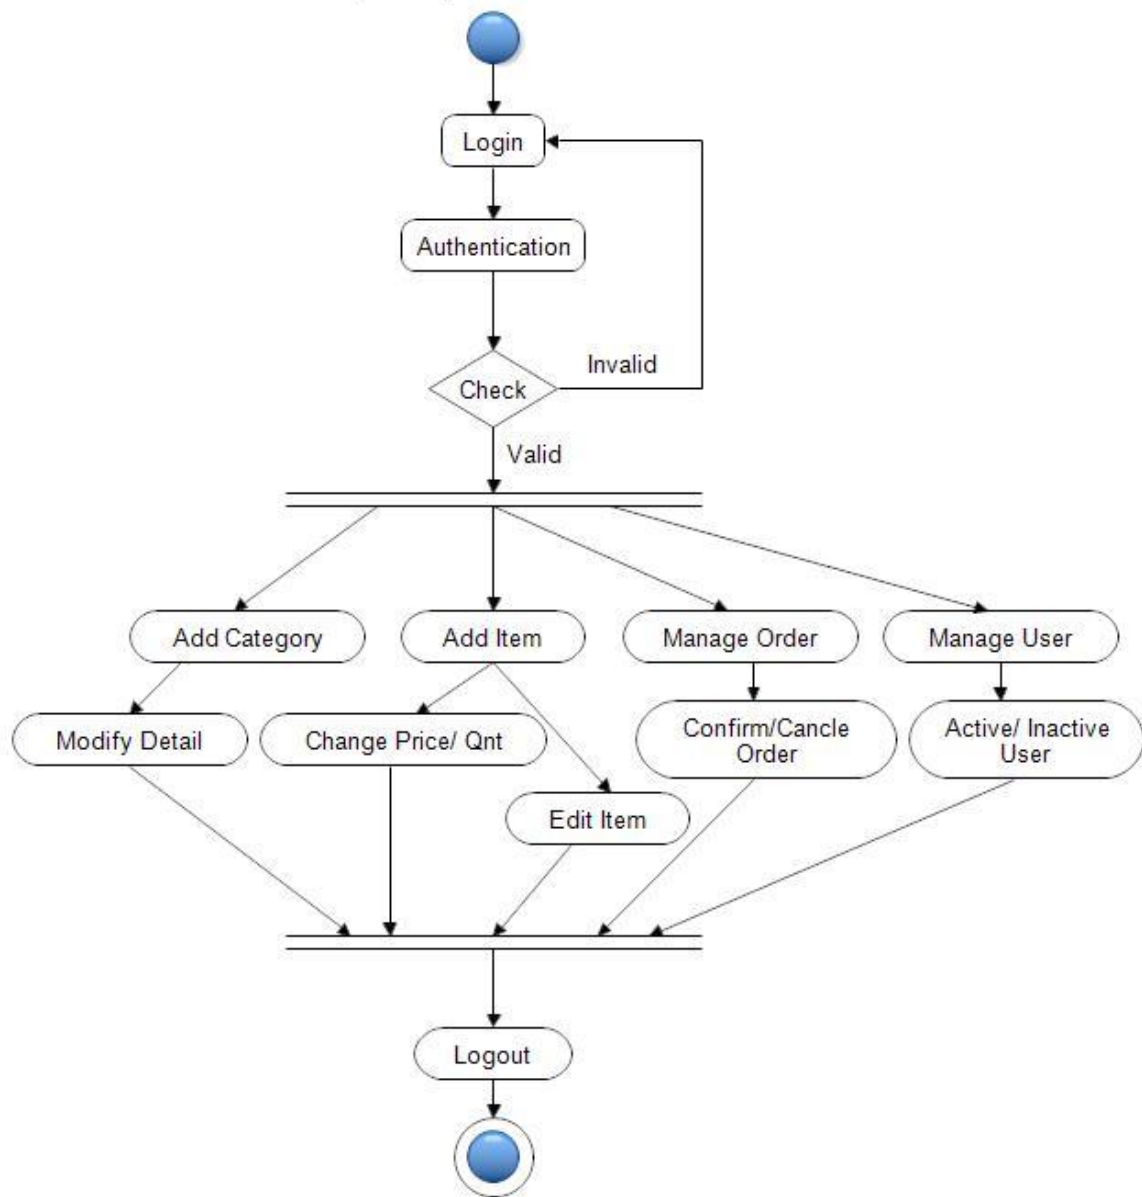 Login
Authentication
Invalid
Check
Valid
Add Category
Add Item
Manage Order
Manage User
Modify Detail
Change Price/ Qnt
Confirm/Cancle
Order
Active/ Inactive
User
Edit Item
Logout